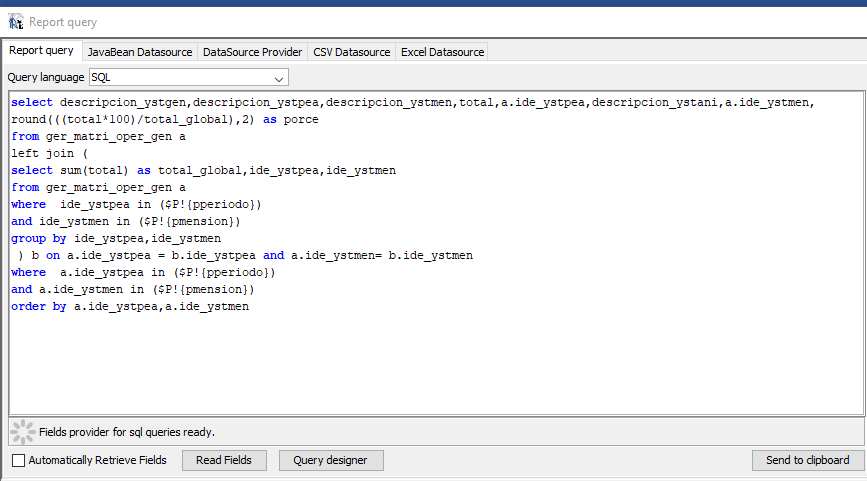 Report query
Report query JavaBean Datasource DataSource Provider CSV Datasource Excel Datasource
Query language SQL
select descripcion_ystgen,descripcion_ystpea,descripcion_ystmen,total,a.ide_ystpea,descripcion_ystani,a.ide_ystmen,
round(((total*100)/total_global),2) as porce
from ger_matri_oper_gen a
left join (
select sum(total) as total_global,ide_ystpea,ide_ystmen
from ger_matri_oper_gen a
where  ide_ystpea in ($P!{pperiodo})
and ide_ystmen in ($P!{pmension})
group by ide_ystpea,ide_ystmen
 ) b on a.ide_ystpea = b.ide_ystpea and a.ide_ystmen= b.ide_ystmen
where  a.ide_ystpea in ($P!{pperiodo})
and a.ide_ystmen in ($P!{pmension})
order by a.ide_ystpea,a.ide_ystmen
Fields provider for sql queries ready.
Automatically Retrieve Fields Read Fields Query designer Send to clipboard